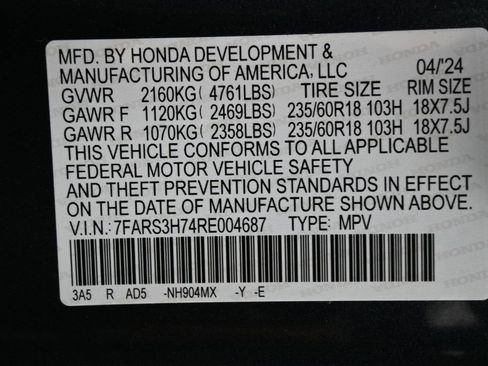 MFD. BY HONDA DEVELOPMENT &
MANUFACTURING OF AMERICA, LLC 04/'24
GVWR 2160KG( 4761LBS) TIRE SIZE RIM SIZE
GAWR F 1120KG( 2469LBS) 235/60R18 103H 18X7.5J
GAWR R 1070KG( 2358LBS) 235/60R18 103H 18X7.5J
THIS VEHICLE CONFORMS TO ALL APPLICABLE
FEDERAL MOTOR VEHICLE SAFETY
AND THEFT PREVENTION STANDARDS IN EFFECT
ON THE DATE OF MANUFACTURE SHOWN ABOVE.
V.I.N.: 7FARS3H74RE004687 TYPE: MPV
3A5 R AD5 -NH904MX -Y -E